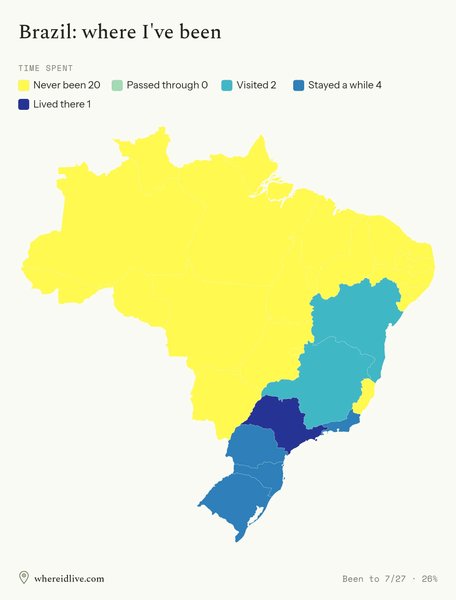 Brazil: where I've been
TIME SPENT
Never been 20 Passed through 0 Visited 2 Stayed a while 4
Lived there 1
whereidlive.com Been to 7/27 · 26%